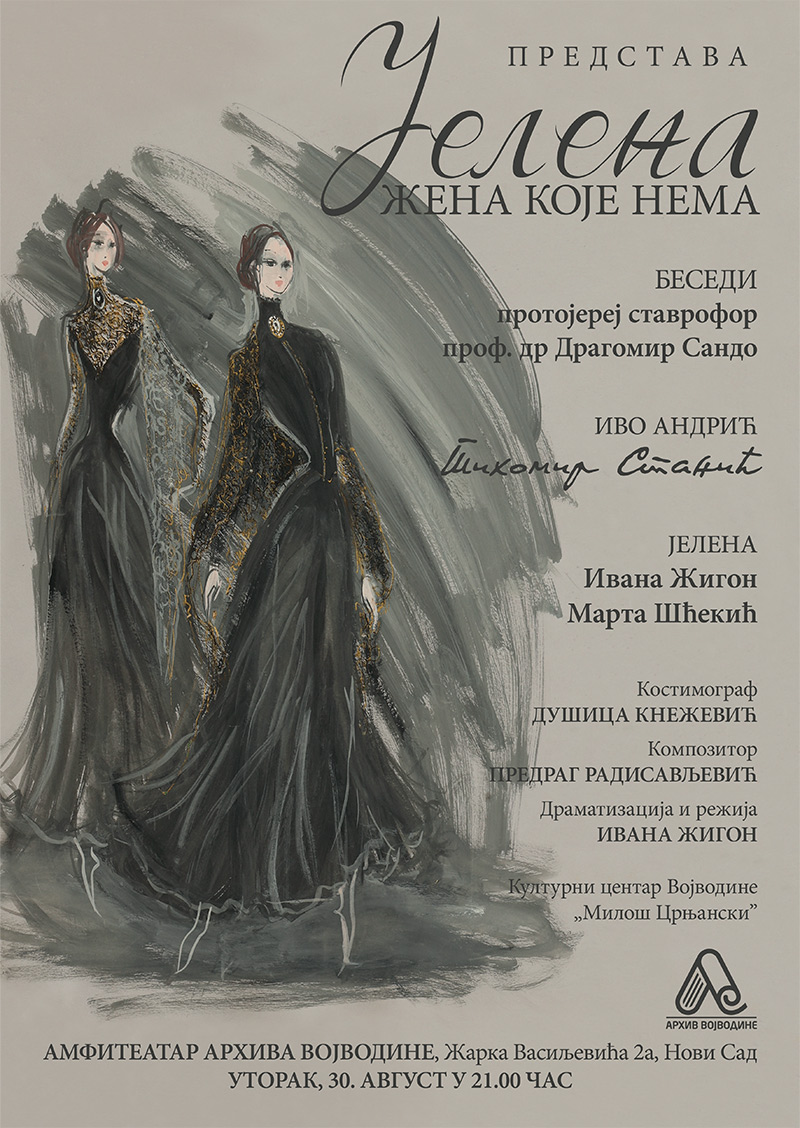 ПРЕДСТАВА
Јелена
ЖЕНА КОЈЕ НЕМА
БЕСЕДИ
протојереј ставрофор
проф. др Драгомир Сандо
ИВО АНДРИЋ
Тихомир Станић
ЈЕЛЕНА
Ивана Жигон
Марта Шћекић
Костимограф
ДУШИЦА КНЕЖЕВИЋ
Композитор
ПРЕДРАГ РАДИСАВЉЕВИЋ
Драматизација и режија
ИВАНА ЖИГОН
Културни центар Војводине
„Милош Црњански”
АРХИВ ВОЈВОДИНЕ
АМФИТЕАТАР АРХИВА ВОЈВОДИНЕ, Жарка Васиљевића 2а, Нови Сад
УТОРАК, 30. АВГУСТ У 21.00 ЧАС